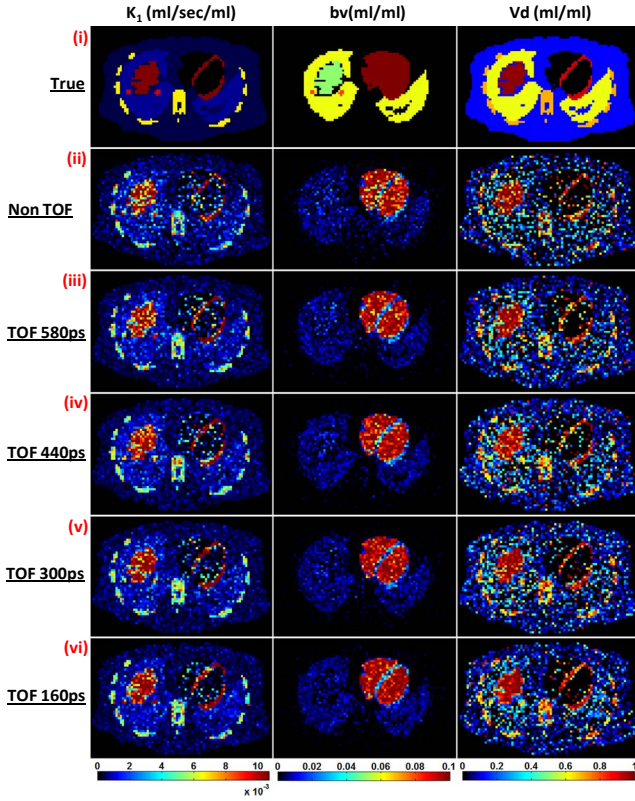 K₁ (ml/sec/ml) bv(ml/ml) Vd (ml/ml)
(i)
True
(ii)
Non TOF
(iii)
TOF 580ps
(iv)
TOF 440ps
(v)
TOF 300ps
(vi)
TOF 160ps
0 2 4 6 8 10 0 0.02 0.04 0.06 0.08 0.1 0 0.2 0.4 0.6 0.8 1
x 10⁻³